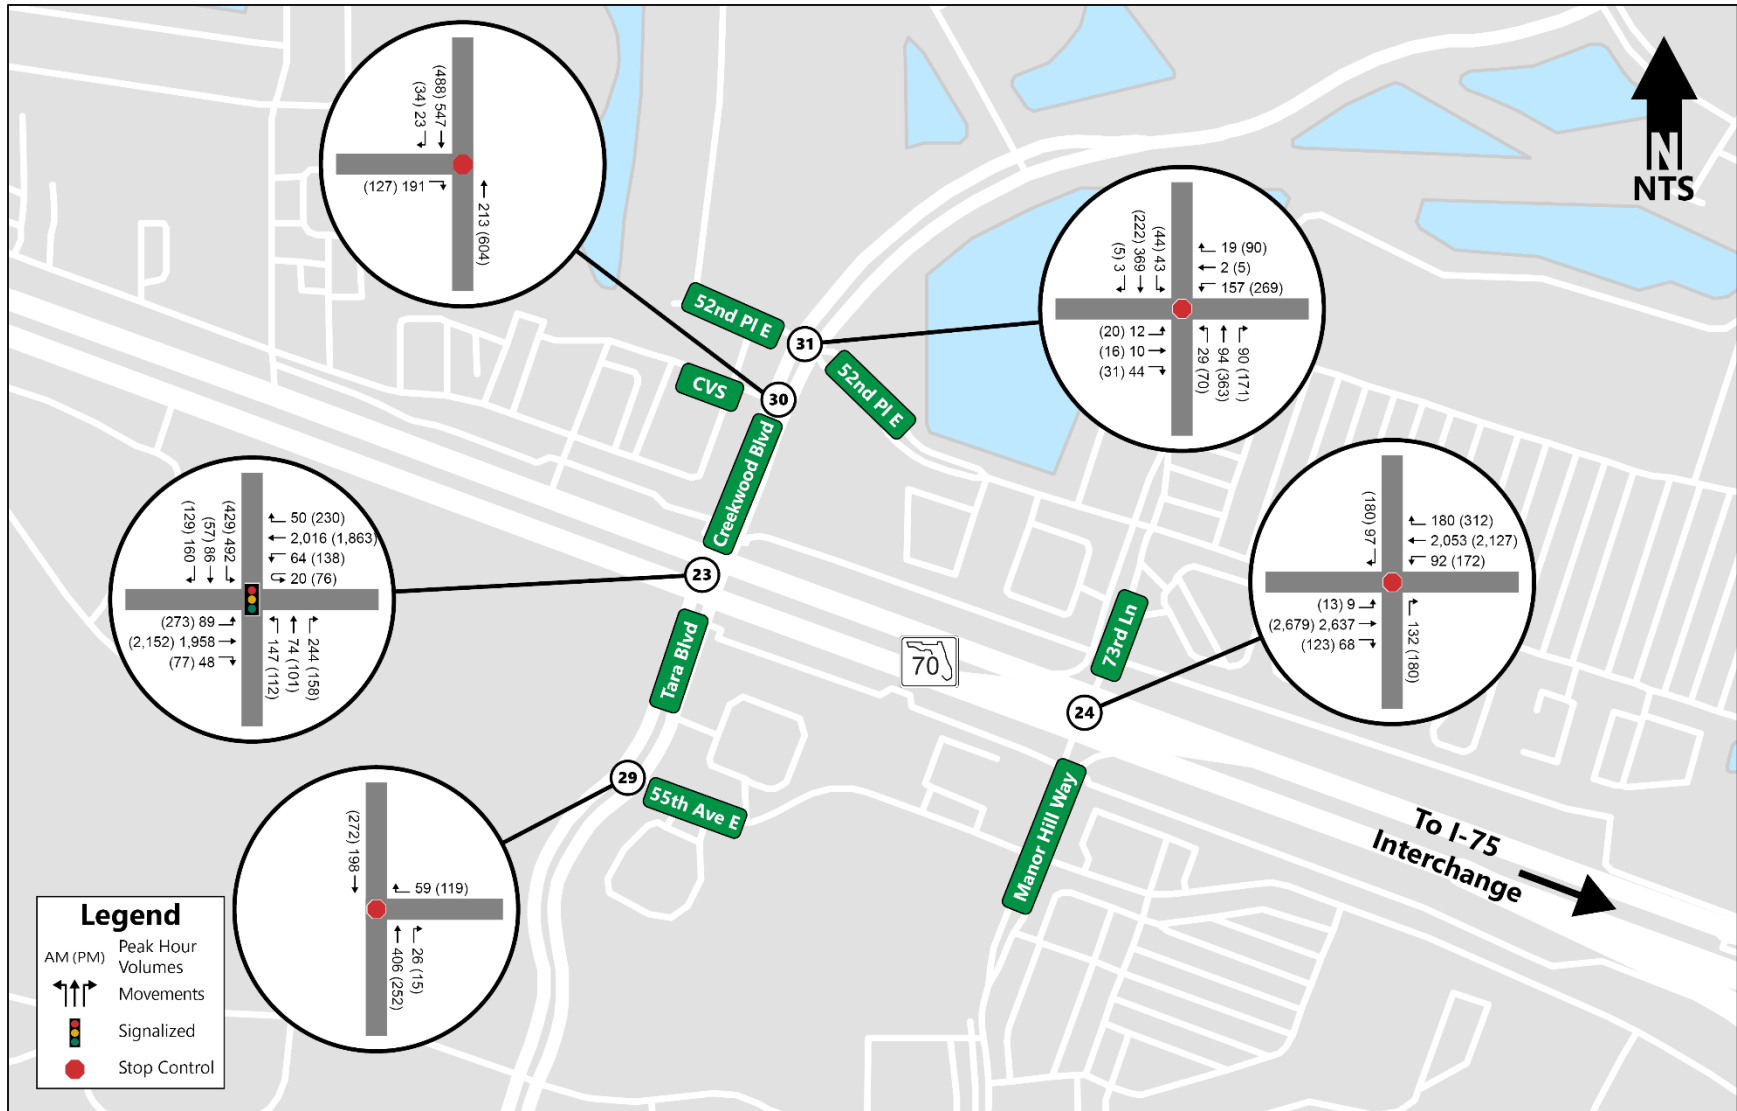 (488) 547
(34) 23
(127) 191
213 (604)
N
NTS
(44) 43
(222) 369
(5) 3
19 (90)
2 (5)
157 (269)
(20) 12
(16) 10
(31) 44
29 (70)
94 (363)
90 (171)
52nd Pl E
31
52nd Pl E
CVS
30
Creekwood Blvd
(429) 492
(57) 86
(129) 160
50 (230)
2,016 (1,863)
64 (138)
20 (76)
(273) 89
(2,152) 1,958
(77) 48
147 (112)
74 (101)
244 (158)
23
(180) 97
180 (312)
2,053 (2,127)
92 (172)
(13) 9
(2,679) 2,637
(123) 68
132 (180)
73rd Ln
Tara Blvd
70
24
29
55th Ave E
Manor Hill Way
(272) 198
59 (119)
406 (252)
26 (15)
To I-75
Interchange
Legend
AM (PM)
Peak Hour
Volumes
Movements
Signalized
Stop Control